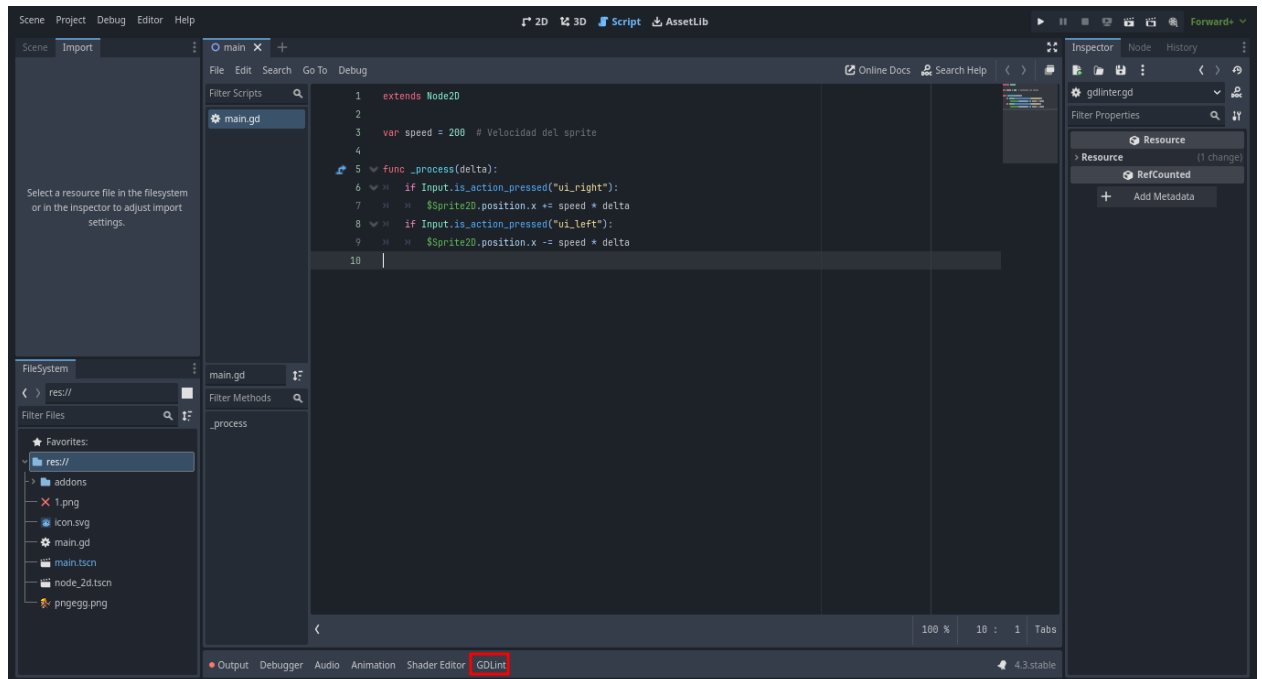 Scene Project Debug Editor Help
2D 3D Script AssetLib
Forward+
Scene Import
main
Inspector Node History
File Edit Search Go To Debug
Online Docs Search Help
Filter Scripts
gdlinter.gd
main.gd
Filter Properties
Resource
Resource (1 change)
RefCounted
Add Metadata
1 extends Node2D
2
3 var speed = 200 # Velocidad del sprite
4
5 func _process(delta):
6 if Input.is_action_pressed("ui_right"):
7 $Sprite2D.position.x += speed * delta
8 if Input.is_action_pressed("ui_left"):
9 $Sprite2D.position.x -= speed * delta
10
Select a resource file in the filesystem
or in the inspector to adjust import
settings.
FileSystem
res://
Filter Files
Favorites:
res://
addons
1.png
icon.svg
main.gd
main.tscn
node_2d.tscn
pngegg.png
main.gd
Filter Methods
_process
100 % 10 : 1 Tabs
Output Debugger Audio Animation Shader Editor GDLint
4.3.stable